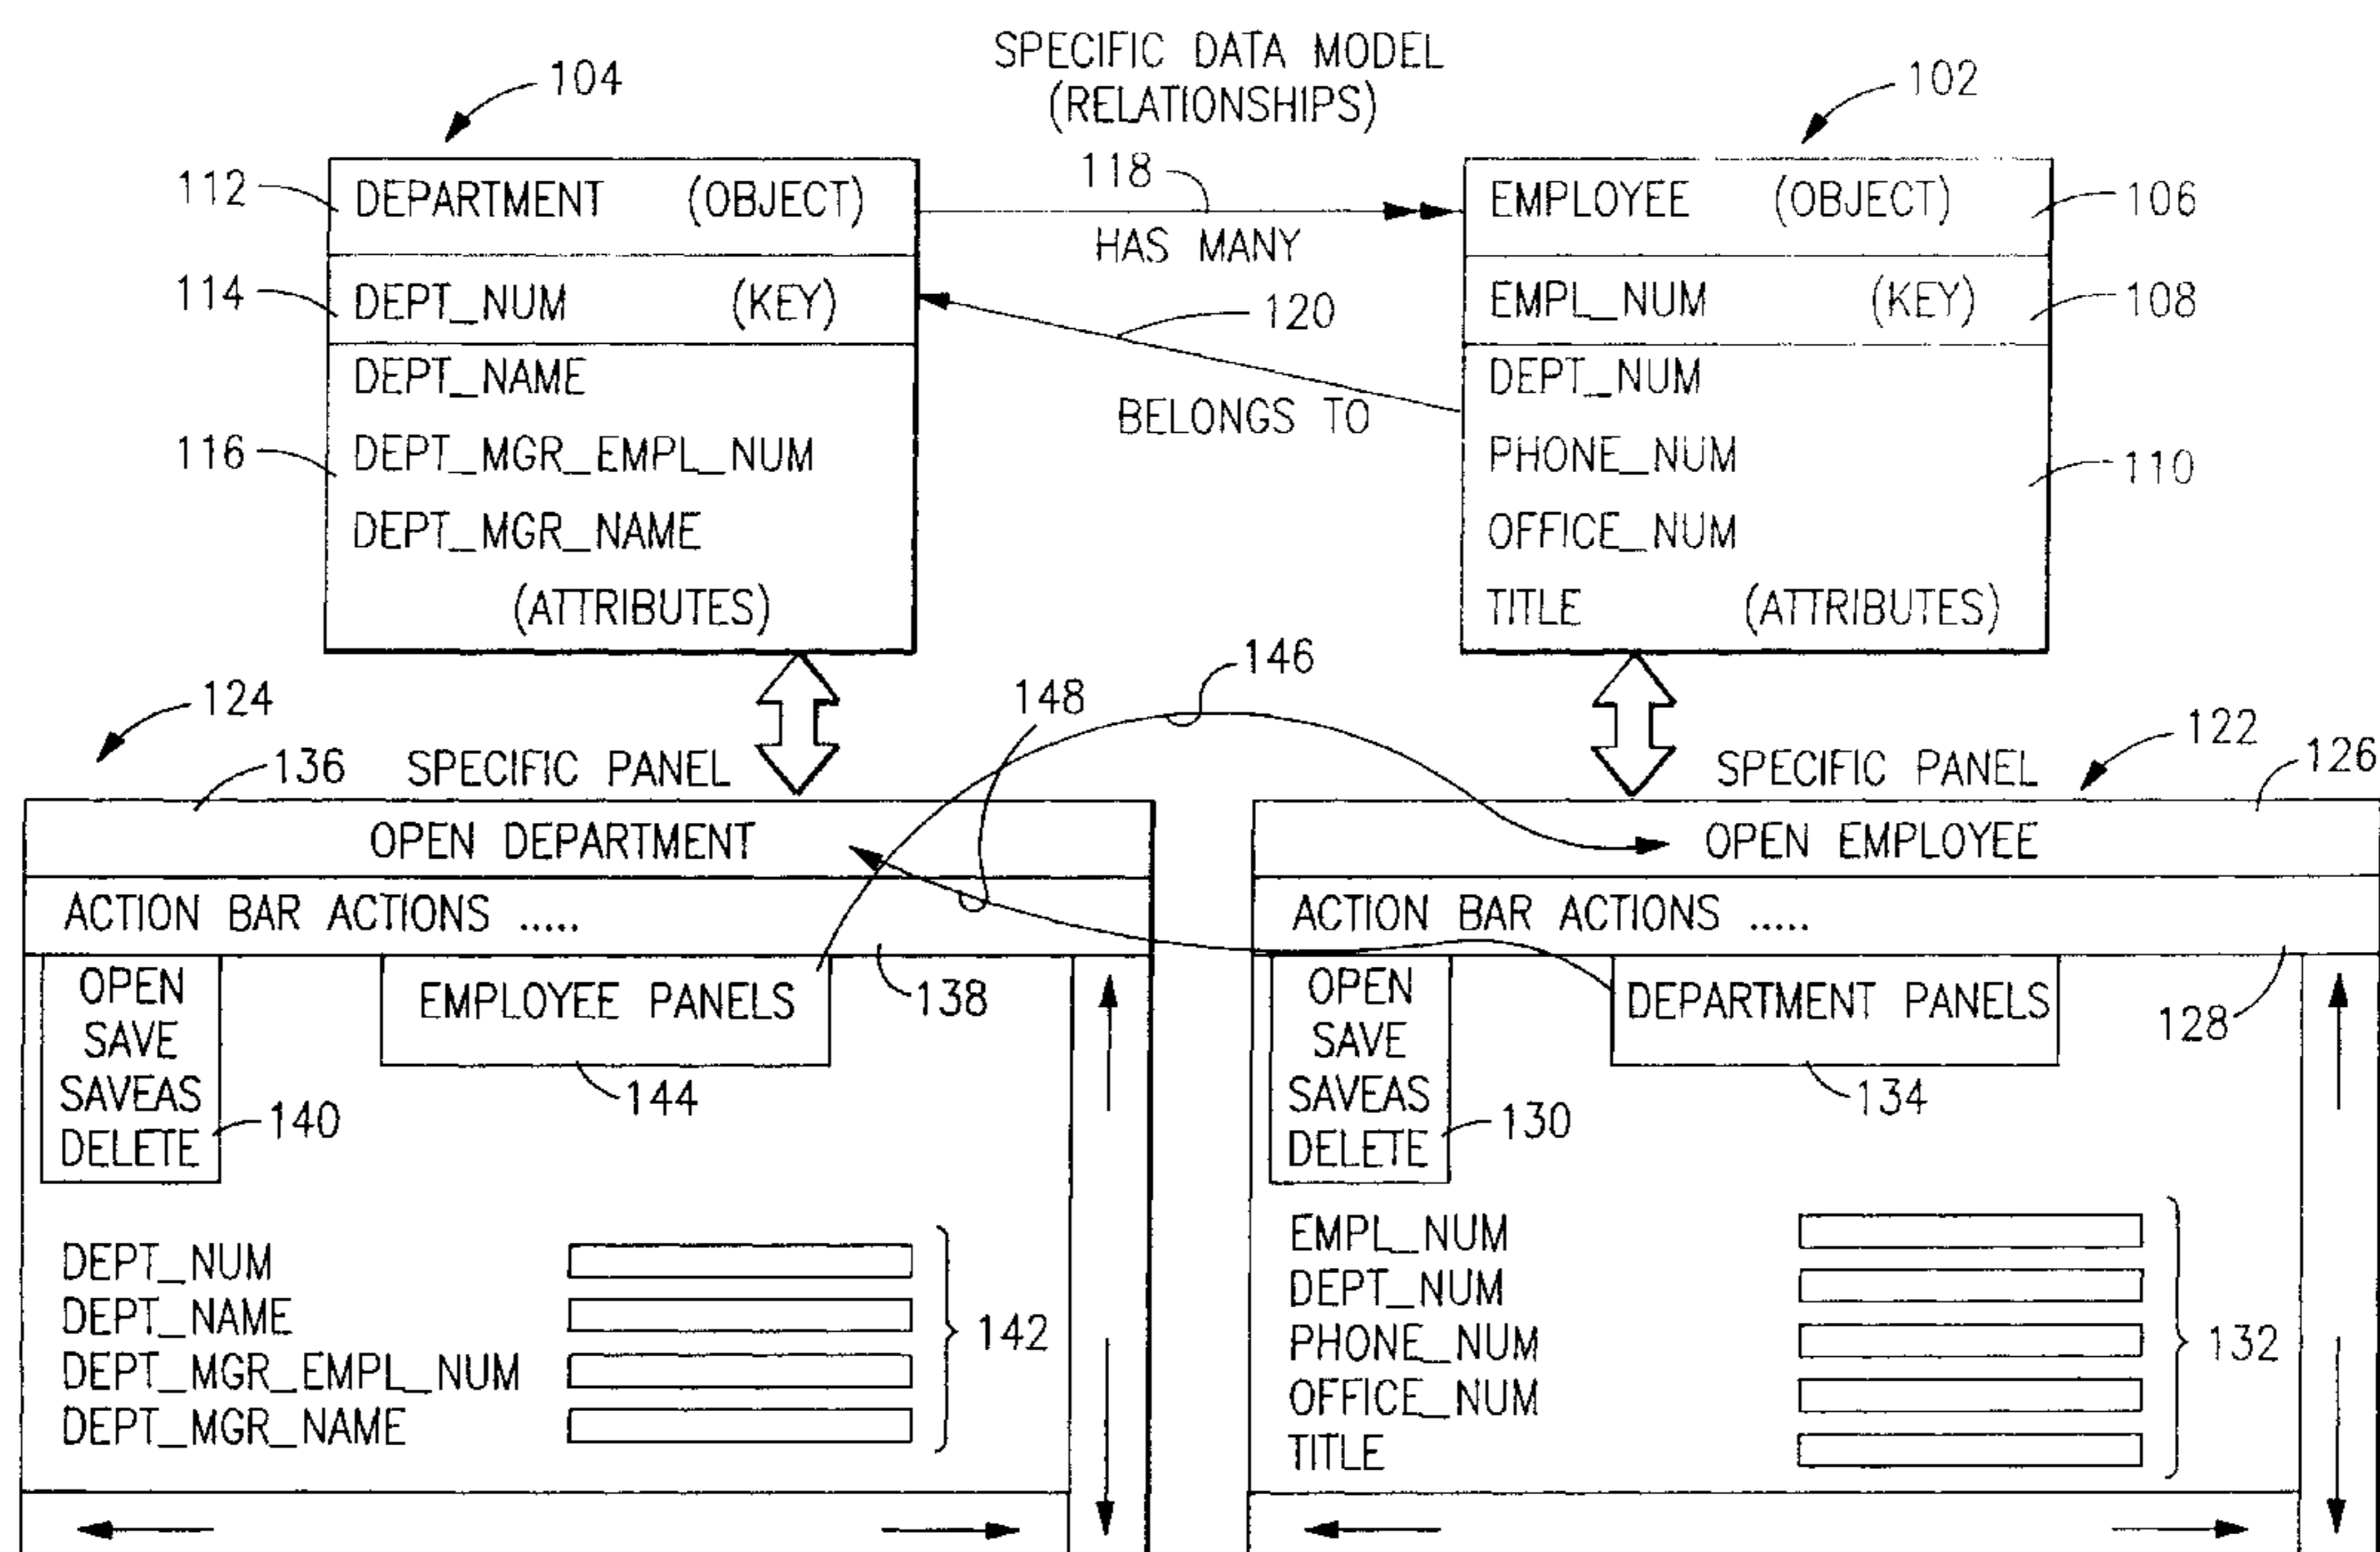 SPECIFIC DATA MODEL
(RELATIONSHIPS)
104
102
112
DEPARTMENT (OBJECT)
118
HAS MANY
EMPLOYEE (OBJECT)
106
114
DEPT_NUM (KEY)
120
EMPL_NUM (KEY)
108
DEPT_NAME
BELONGS TO
DEPT_NUM
116
DEPT_MGR_EMPL_NUM
PHONE_NUM
110
DEPT_MGR_NAME
OFFICE_NUM
(ATTRIBUTES)
TITLE (ATTRIBUTES)
146
148
124
136
SPECIFIC PANEL
OPEN DEPARTMENT
ACTION BAR ACTIONS .....
OPEN
SAVE
SAVEAS
DELETE
140
EMPLOYEE PANELS
144
138
DEPT_NUM
DEPT_NAME
DEPT_MGR_EMPL_NUM
DEPT_MGR_NAME
142
SPECIFIC PANEL
122
126
OPEN EMPLOYEE
ACTION BAR ACTIONS .....
128
OPEN
SAVE
SAVEAS
DELETE
130
DEPARTMENT PANELS
134
EMPL_NUM
DEPT_NUM
PHONE_NUM
OFFICE_NUM
TITLE
132